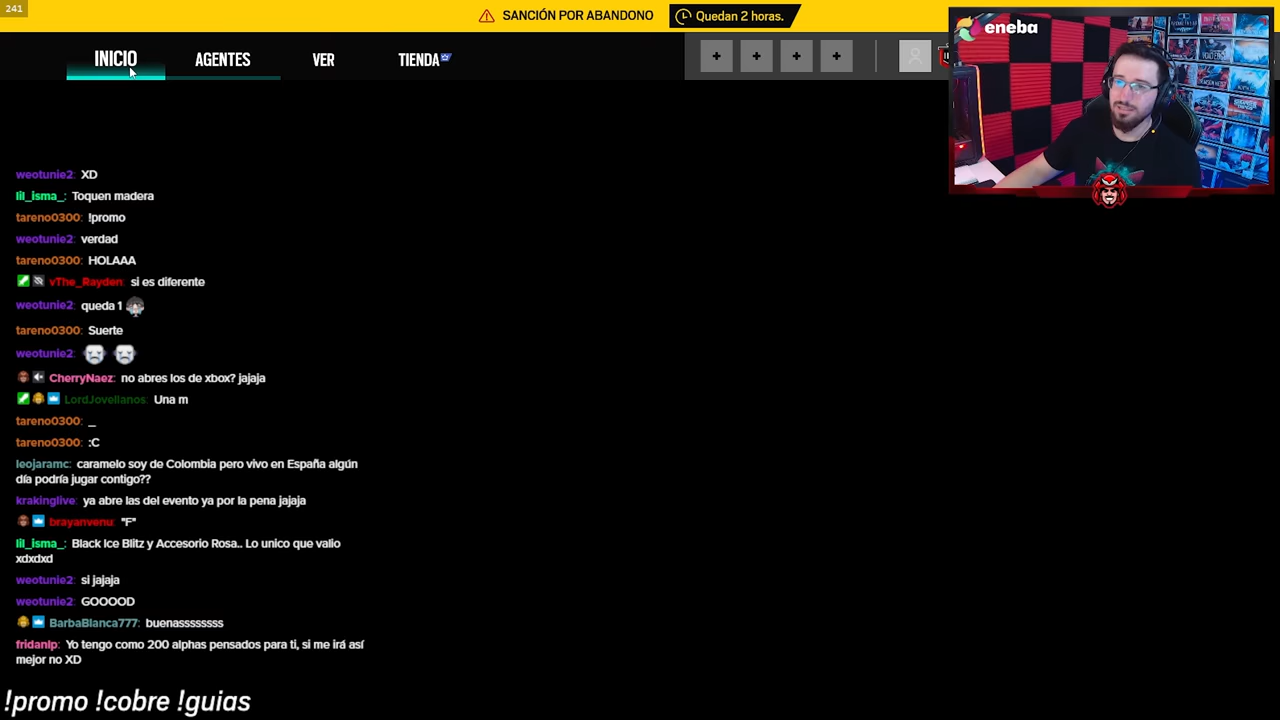 241
SANCIÓN POR ABANDONO
Quedan 2 horas.
INICIO AGENTES VER TIENDA
eneba
weotunie2: XD
lil_isma_: Toquen madera
tareno0300: !promo
weotunie2: verdad
tareno0300: HOLAAA
vThe_Rayden: si es diferente
weotunie2: queda 1
tareno0300: Suerte
weotunie2:
CherryNaez: no abres los de xbox? jajaja
LordJovellanos: Una m
tareno0300: _
tareno0300: :C
leojaramc: caramelo soy de Colombia pero vivo en España algún
día podría jugar contigo??
krakinglive: ya abre las del evento ya por la pena jajaja
brayanvenu: "F"
lil_isma_: Black Ice Blitz y Accesorio Rosa.. Lo unico que valio
xdxdxd
weotunie2: si jajaja
weotunie2: GOOOOD
BarbaBlanca777: buenassssssss
fridanlp: Yo tengo como 200 alphas pensados para ti, si me irá así
mejor no XD
!promo !cobre !guias